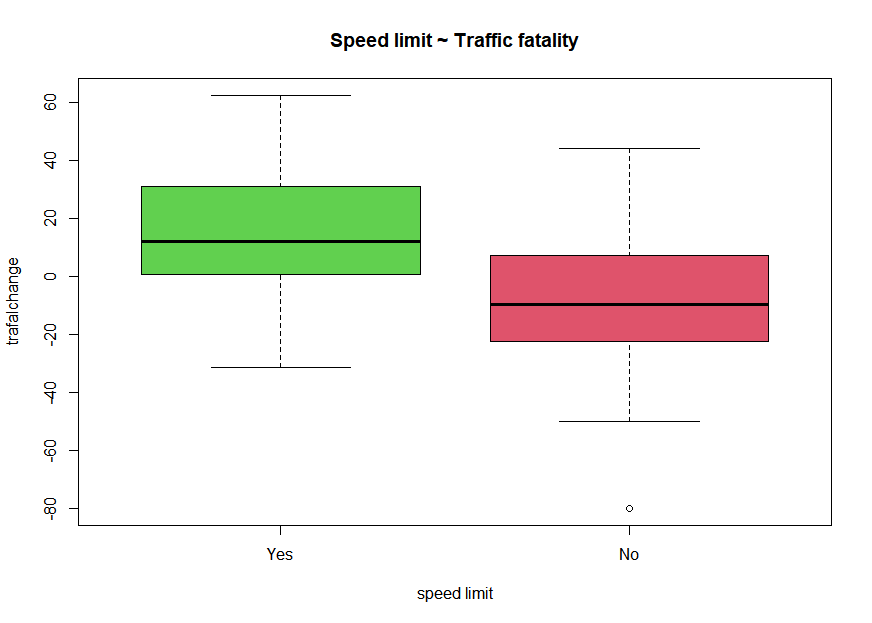 Speed limit ~ Traffic fatality
60
40
20
0
-20
-40
-60
-80
trafalchange
Yes No
speed limit